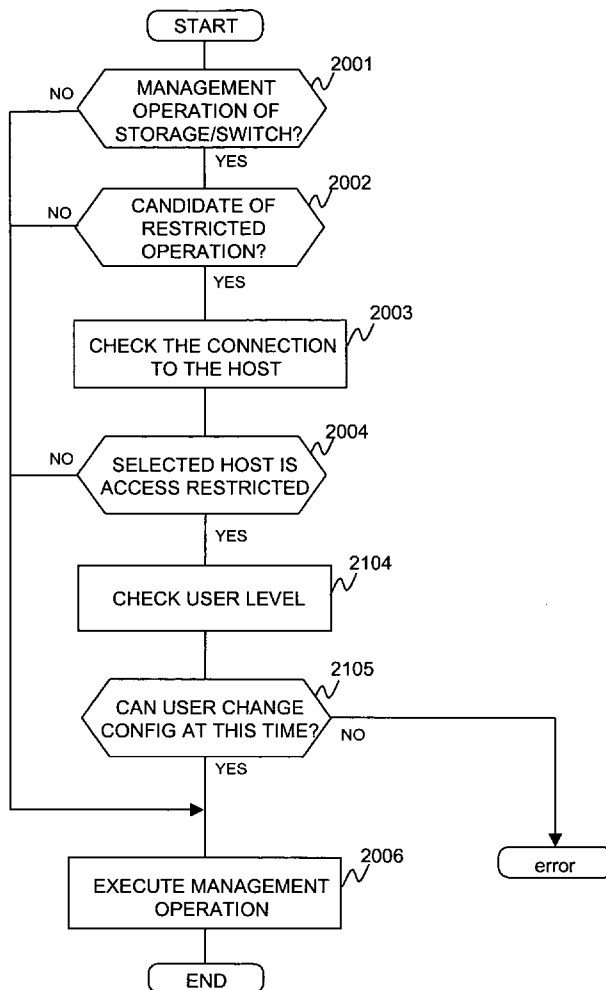 START
2001
NO
MANAGEMENT
OPERATION OF
STORAGE/SWITCH?
YES
2002
NO
CANDIDATE OF
RESTRICTED
OPERATION?
YES
2003
CHECK THE CONNECTION
TO THE HOST
2004
NO
SELECTED HOST IS
ACCESS RESTRICTED
YES
2104
CHECK USER LEVEL
2105
CAN USER CHANGE
CONFIG AT THIS TIME?
NO
YES
2006
EXECUTE MANAGEMENT
OPERATION
error
END